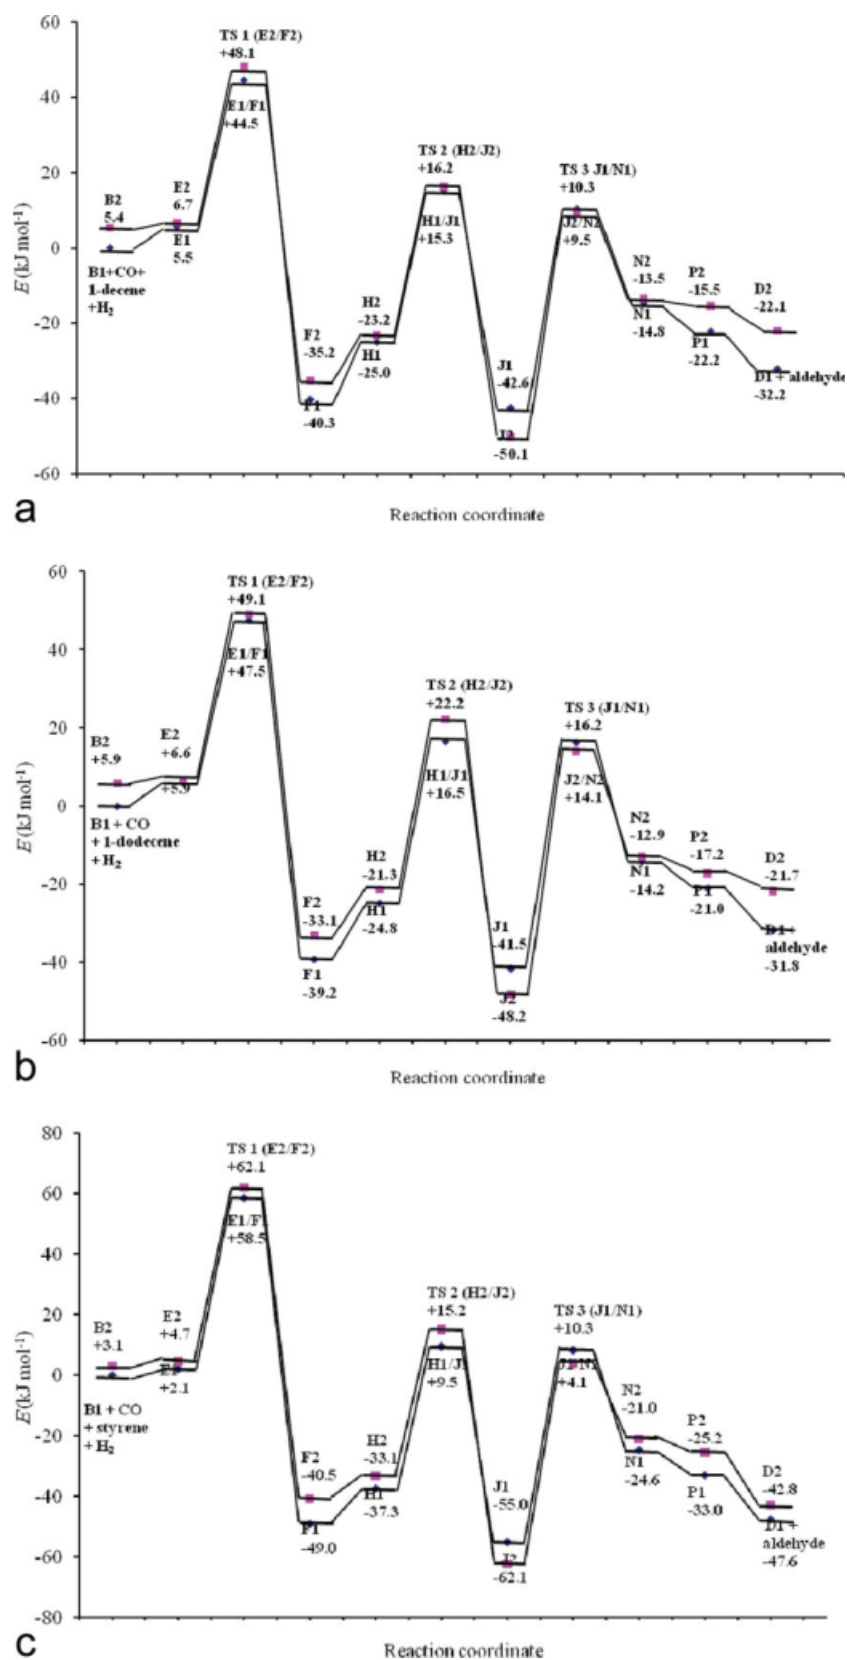 60
TS 1 (E2/F2)
+48.1
40
E1/F1
+44.5
20
TS 2 (H2/J2)
+16.2
TS 3 J1/N1)
+10.3
B2
5.4
E2
6.7
H1/J1
+15.3
J2/N2
+9.5
0
E1
5.5
B1+CO+
1-decene
+H2
N2
-13.5
P2
-15.5
D2
-22.1
E (kJ mol-1)
-20
H2
-23.2
N1
-14.8
F2
-35.2
H1
-25.0
J1
-42.6
P1
-22.2
D1 + aldehyde
-32.2
-40
F1
-40.3
J2
-50.1
-60
a
Reaction coordinate
60
TS 1 (E2/F2)
+49.1
40
E1/F1
+47.5
TS 2 (H2/J2)
+22.2
20
TS 3 (J1/N1)
+16.2
B2
+5.9
E2
+6.6
H1/J1
+16.5
J2/N2
+14.1
+5.9
0
B1 + CO
+ 1-dodecene
+ H2
N2
-12.9
P2
-17.2
D2
-21.7
E (kJ mol-1)
-20
H2
-21.3
N1
-14.2
F2
-33.1
H1
-24.8
P1
-21.0
J1
-41.5
D1 +
aldehyde
-31.8
-40
F1
-39.2
J2
-48.2
-60
b
Reaction coordinate
80
TS 1 (E2/F2)
+62.1
60
E1/F1
+58.5
40
20
TS 2 (H2/J2)
+15.2
TS 3 (J1/N1)
+10.3
B2
+3.1
E2
+4.7
H1/J1
+9.5
J2/N1
+4.1
0
E1
+2.1
B1 + CO
+ styrene
+ H2
N2
-21.0
P2
-25.2
E (kJ mol-1)
-20
F2
-40.5
H2
-33.1
N1
-24.6
P1
-33.0
D2
-42.8
-40
H1
-37.3
J1
-55.0
F1
-49.0
D1 +
aldehyde
-47.6
-60
J2
-62.1
-80
c
Reaction coordinate